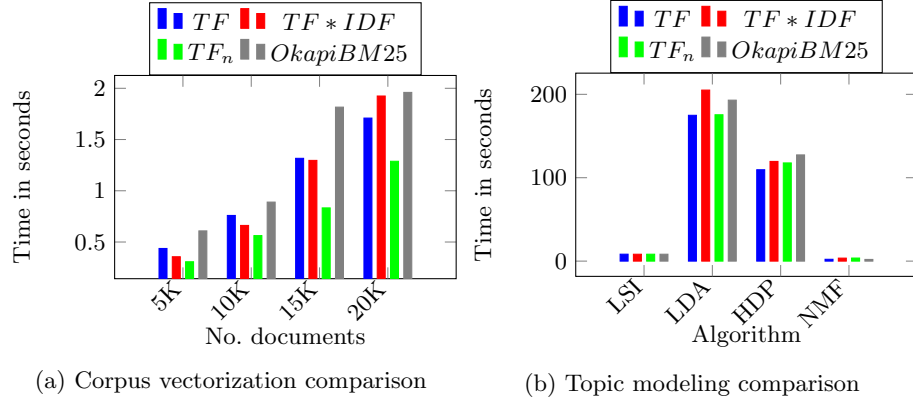 TF TF ∗ IDF
TFn OkapiBM25
2
1.5
1
0.5
Time in seconds
5K 10K 15K 20K
No. documents
(a) Corpus vectorization comparison
TF TF ∗ IDF
TFn OkapiBM25
200
100
0
Time in seconds
LSI LDA HDP NMF
Algorithm
(b) Topic modeling comparison